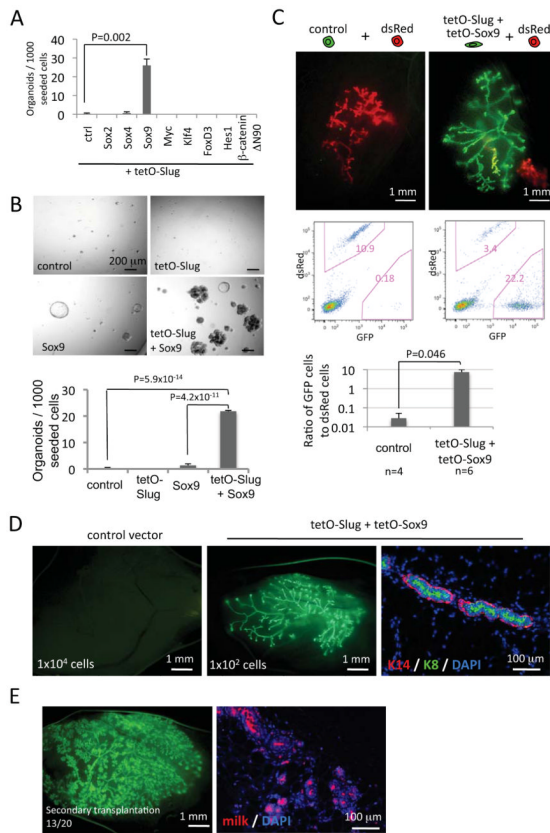 A
P=0.002
Organoids / 1000
seeded cells
40
30
20
10
0
ctrl
Sox2
Sox4
Sox9
Myc
Klf4
FoxD3
Hes1
β-catenin
ΔN90
+ tetO-Slug
B
control
200 µm
tetO-Slug
Sox9
tetO-Slug
+ Sox9
P=5.9x10-14
P=4.2x10-11
Organoids / 1000
seeded cells
30
20
10
0
control
tetO-
Slug
Sox9
tetO-Slug
+ Sox9
C
control
+
dsRed
tetO-Slug +
tetO-Sox9
+ dsRed
1 mm
1 mm
dsRed
10.9
0.18
GFP
dsRed
3.4
22.2
GFP
P=0.046
Ratio of GFP cells
to dsRed cells
10
1
0.1
0.01
control
tetO-Slug +
tetO-Sox9
n=4
n=6
D
control vector
tetO-Slug + tetO-Sox9
1x10⁴ cells
1 mm
1x10² cells
1 mm
K14 / K8 / DAPI
100 µm
E
Secondary transplantation
13/20
1 mm
milk / DAPI
100 µm